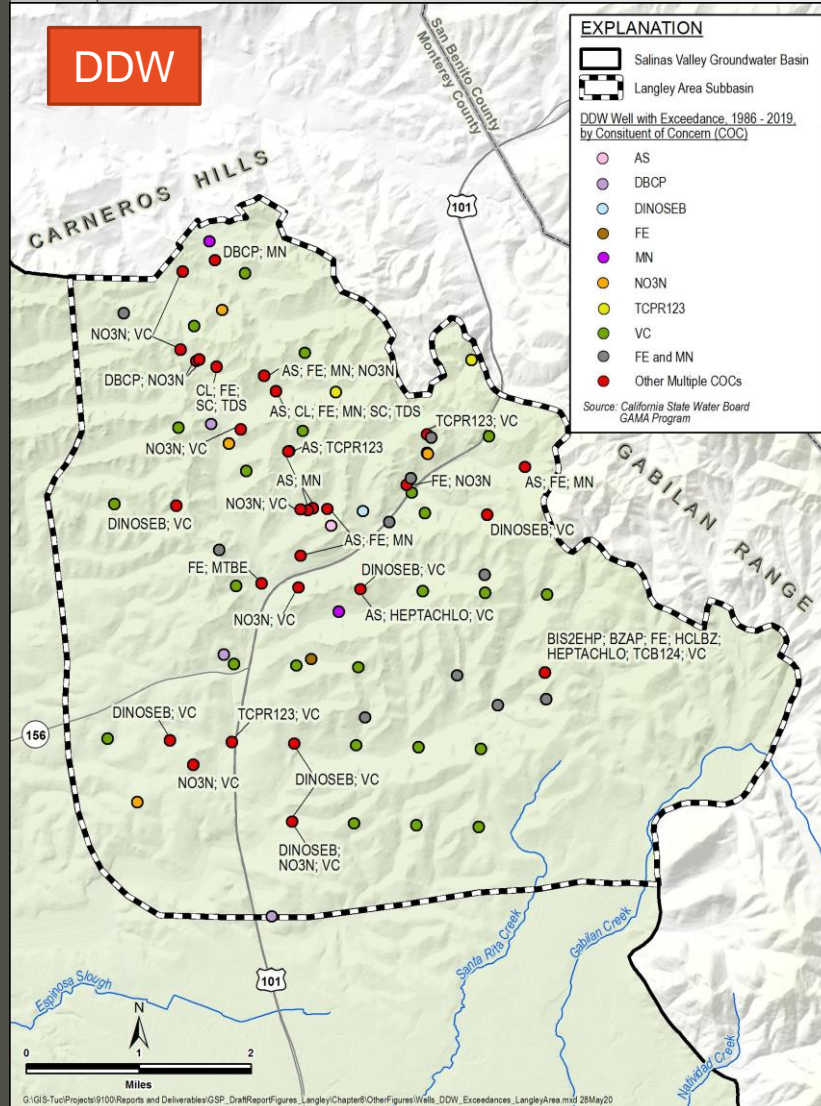 DDW
EXPLANATION
Salinas Valley Groundwater Basin
Langley Area Subbasin
DDW Well with Exceedance, 1986 - 2019,
by Consituent of Concern (COC)
AS
DBCP
DINOSEB
FE
MN
NO3N
TCPR123
VC
FE and MN
Other Multiple COCs
Source: California State Water Board
GAMA Program
San Benito County
Monterey County
CARNEROS HILLS
101
DBCP; MN
NO3N; VC
DBCP; NO3N
CL; FE;
SC; TDS
AS; FE; MN; NO3N
AS; CL; FE; MN; SC; TDS
TCPR123; VC
NO3N; VC
AS; TCPR123
FE; NO3N
AS; FE; MN
GABILAN RANGE
AS; MN
NO3N; VC
DINOSEB; VC
DINOSEB; VC
AS; FE; MN
FE; MTBE
DINOSEB; VC
NO3N; VC
AS; HEPTACHLO; VC
BIS2EHP; BZAP; FE; HCLBZ;
HEPTACHLO; TCB124; VC
156
DINOSEB; VC
TCPR123; VC
NO3N; VC
DINOSEB; VC
DINOSEB;
NO3N; VC
Santa Rita Creek
Gabilan Creek
Espinosa Slough
101
Natividad Creek
N
0 1 2
Miles
G:\GIS-Tuc\Projects\9100\Reports and Deliverables\GSP_DraftReportFigures_Langley\Chapter8\OtherFigures\Wells_DDW_Exceedances_LangleyArea.mxd 28May20